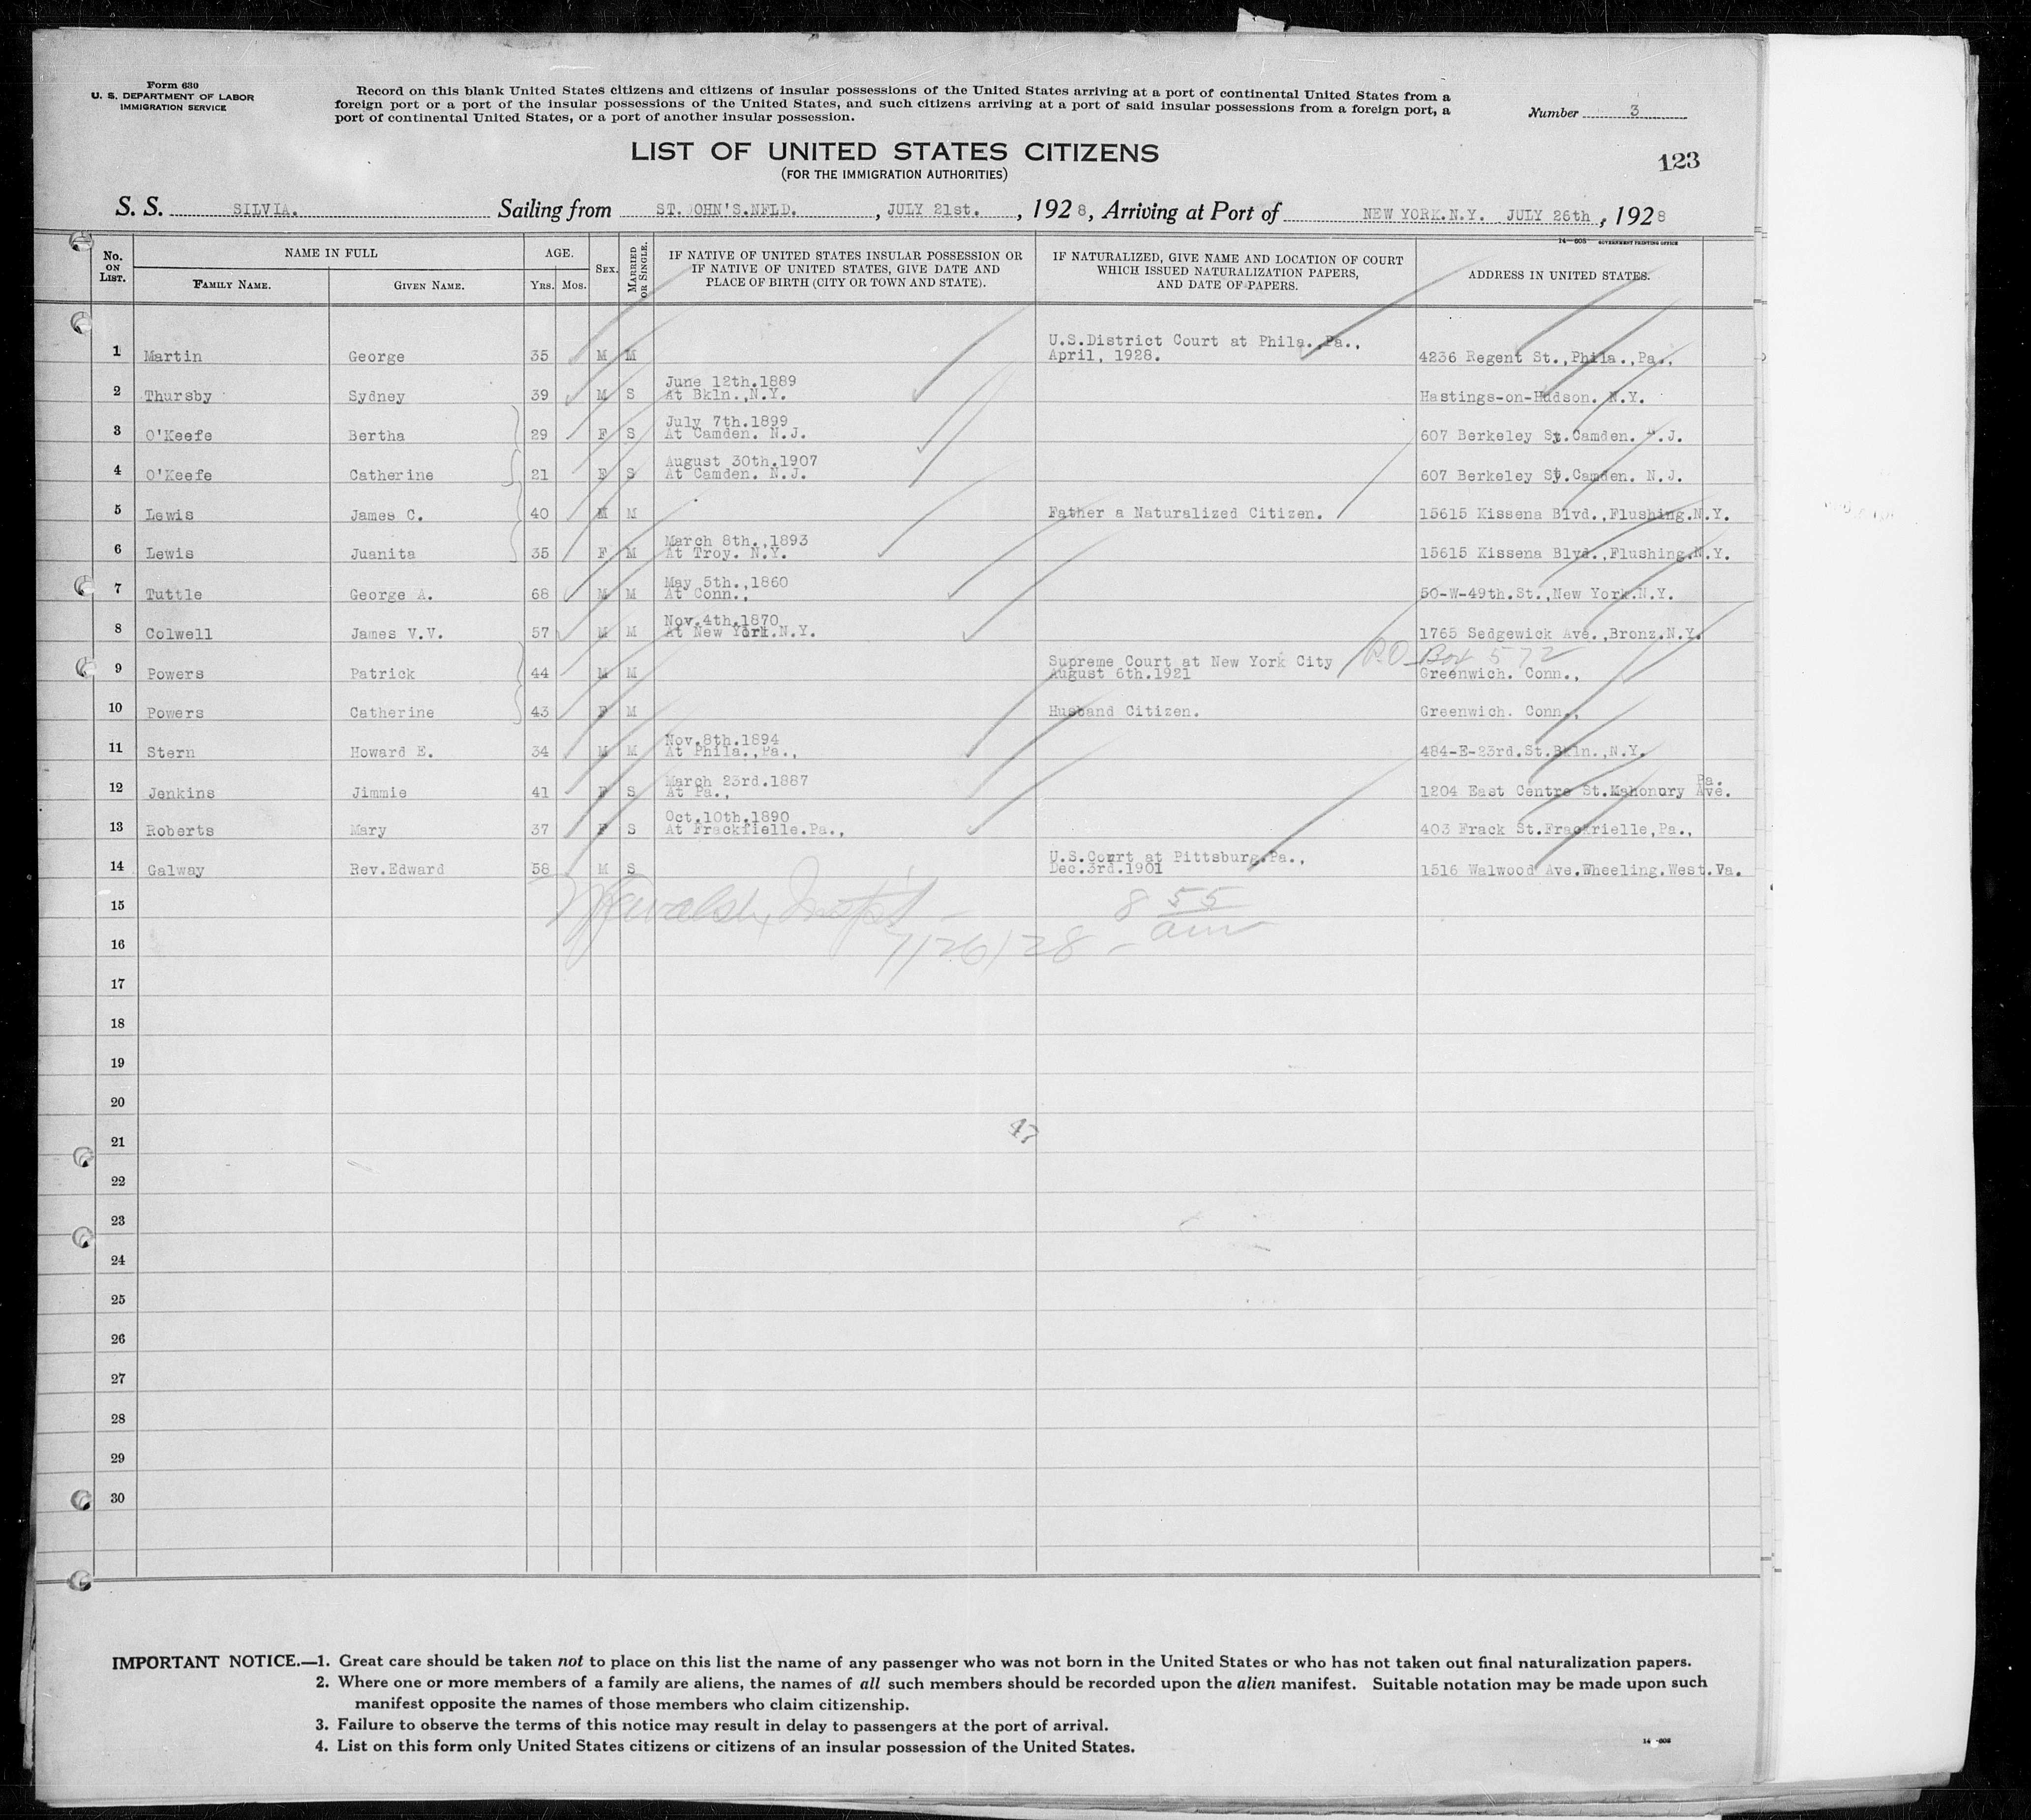 Form 630
U. S. DEPARTMENT OF LABOR
IMMIGRATION SERVICE
Record on this blank United States citizens and citizens of insular possessions of the United States arriving at a port of continental United States from a
foreign port or a port of the insular possessions of the United States, and such citizens arriving at a port of said insular possessions from a foreign port, a
port of continental United States, or a port of another insular possession.
Number 3
LIST OF UNITED STATES CITIZENS
(FOR THE IMMIGRATION AUTHORITIES)
123
S. S. SILVIA. Sailing from ST.JOHN'S.NFLD. , JULY 21st. , 1928, Arriving at Port of NEW YORK.N.Y. JULY 26th , 1928
14—608 GOVERNMENT PRINTING OFFICE
No. ON LIST.
NAME IN FULL
FAMILY NAME. GIVEN NAME.
AGE.
YRS. MOS.
SEX.
MARRIED OR SINGLE.
IF NATIVE OF UNITED STATES INSULAR POSSESSION OR
IF NATIVE OF UNITED STATES, GIVE DATE AND
PLACE OF BIRTH (CITY OR TOWN AND STATE).
IF NATURALIZED, GIVE NAME AND LOCATION OF COURT
WHICH ISSUED NATURALIZATION PAPERS,
AND DATE OF PAPERS.
ADDRESS IN UNITED STATES.
U.S.District Court at Phila.,Pa.,
1 Martin George 35 M M April, 1928. 4236 Regent St.,Phila.,Pa.,
June 12th.1889
2 Thursby Sydney 39 M S At Bkln.,N.Y. Hastings-on-Hudson. N.Y.
July 7th.1899
3 O'Keefe Bertha 29 F S At Camden. N.J. 607 Berkeley St.Camden. N.J.
August 30th.1907
4 O'Keefe Catherine 21 F S At Camden. N.J. 607 Berkeley St.Camden. N.J.
5 Lewis James C. 40 M M Father a Naturalized Citizen. 15615 Kissena Blvd.,Flushing.N.Y.
March 8th.,1893
6 Lewis Juanita 35 F M At Troy. N.Y. 15615 Kissena Blvd.,Flushing.N.Y.
May 5th.,1860
7 Tuttle George A. 68 M M At Conn., 50-W-49th.St.,New York.N.Y.
Nov.4th.1870
8 Colwell James V.V. 57 M M At New York.N.Y. 1765 Sedgewick Ave.,Bronz.N.Y.
Supreme Court at New York City P.O. Box 572
9 Powers Patrick 44 M M August 6th.1921 Greenwich. Conn.,
10 Powers Catherine 43 F M Husband Citizen. Greenwich. Conn.,
Nov.8th.1894
11 Stern Howard E. 34 M M At Phila.,Pa., 484-E-23rd.St.Bkln.,N.Y.
March 23rd.1887 Pa.
12 Jenkins Jimmie 41 F S At Pa., 1204 East Centre St.Mahonory Ave.
Oct.10th.1890
13 Roberts Mary 37 F S At Frackfielle.Pa., 403 Frack St.Frackrielle,Pa.,
U.S.Court at Pittsburg.Pa.,
14 Galway Rev.Edward 58 M S Dec.3rd.1901 1516 Walwood Ave.Wheeling.West.Va.
15 8 55
16 7/26/28 – am
17
18
19
20
21 47
22
23
24
25
26
27
28
29
30
IMPORTANT NOTICE.—1. Great care should be taken not to place on this list the name of any passenger who was not born in the United States or who has not taken out final naturalization papers.
2. Where one or more members of a family are aliens, the names of all such members should be recorded upon the alien manifest. Suitable notation may be made upon such
manifest opposite the names of those members who claim citizenship.
3. Failure to observe the terms of this notice may result in delay to passengers at the port of arrival.
4. List on this form only United States citizens or citizens of an insular possession of the United States.
14—608